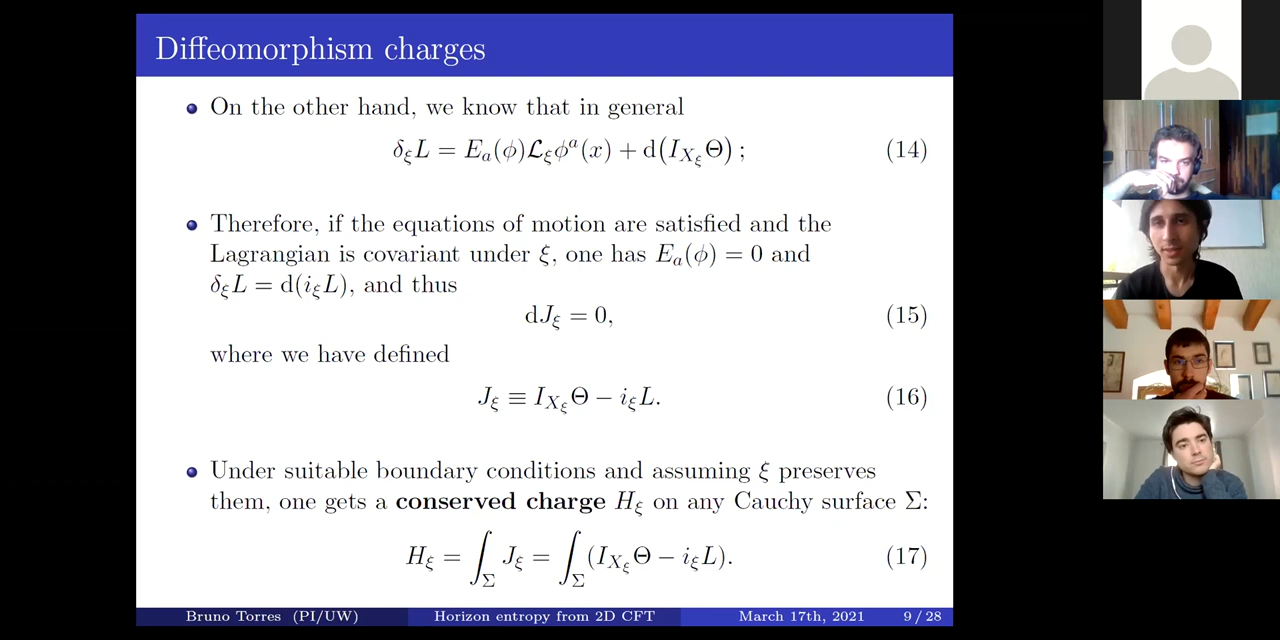 Diffeomorphism charges
On the other hand, we know that in general
δ_ξL = E_a(φ)ℒ_ξφ^a(x) + d(I_{X_ξ}Θ) ; (14)
Therefore, if the equations of motion are satisfied and the
Lagrangian is covariant under ξ, one has E_a(φ) = 0 and
δ_ξL = d(i_ξL), and thus
dJ_ξ = 0, (15)
where we have defined
J_ξ ≡ I_{X_ξ}Θ − i_ξL. (16)
Under suitable boundary conditions and assuming ξ preserves
them, one gets a conserved charge H_ξ on any Cauchy surface Σ:
H_ξ = ∫_Σ J_ξ = ∫_Σ (I_{X_ξ}Θ − i_ξL). (17)
Bruno Torres (PI/UW) Horizon entropy from 2D CFT March 17th, 2021 9 / 28